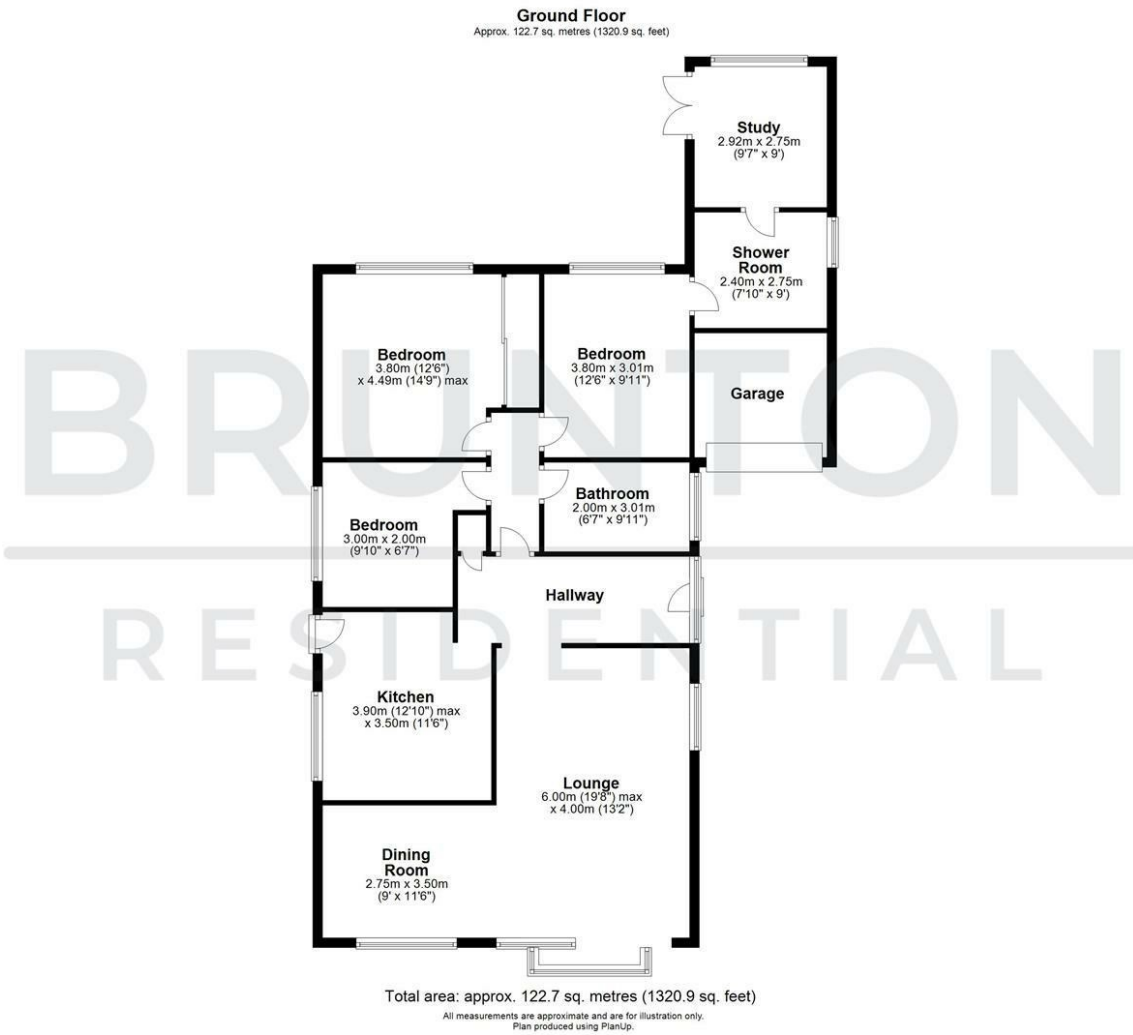 Ground Floor
Approx. 122.7 sq. metres (1320.9 sq. feet)
Study
2.92m x 2.75m
(9'7" x 9')
Shower
Room
2.40m x 2.75m
(7'10" x 9')
Bedroom
3.80m (12'6")
x 4.49m (14'9") max
Bedroom
3.80m x 3.01m
(12'6" x 9'11")
Garage
BRUNTON
Bathroom
2.00m x 3.01m
(6'7" x 9'11")
Bedroom
3.00m x 2.00m
(9'10" x 6'7")
Hallway
RESIDENTIAL
Kitchen
3.90m (12'10") max
x 3.50m (11'6")
Lounge
6.00m (19'8") max
x 4.00m (13'2")
Dining
Room
2.75m x 3.50m
(9' x 11'6")
Total area: approx. 122.7 sq. metres (1320.9 sq. feet)
All measurements are approximate and are for illustration only.
Plan produced using PlanUp.